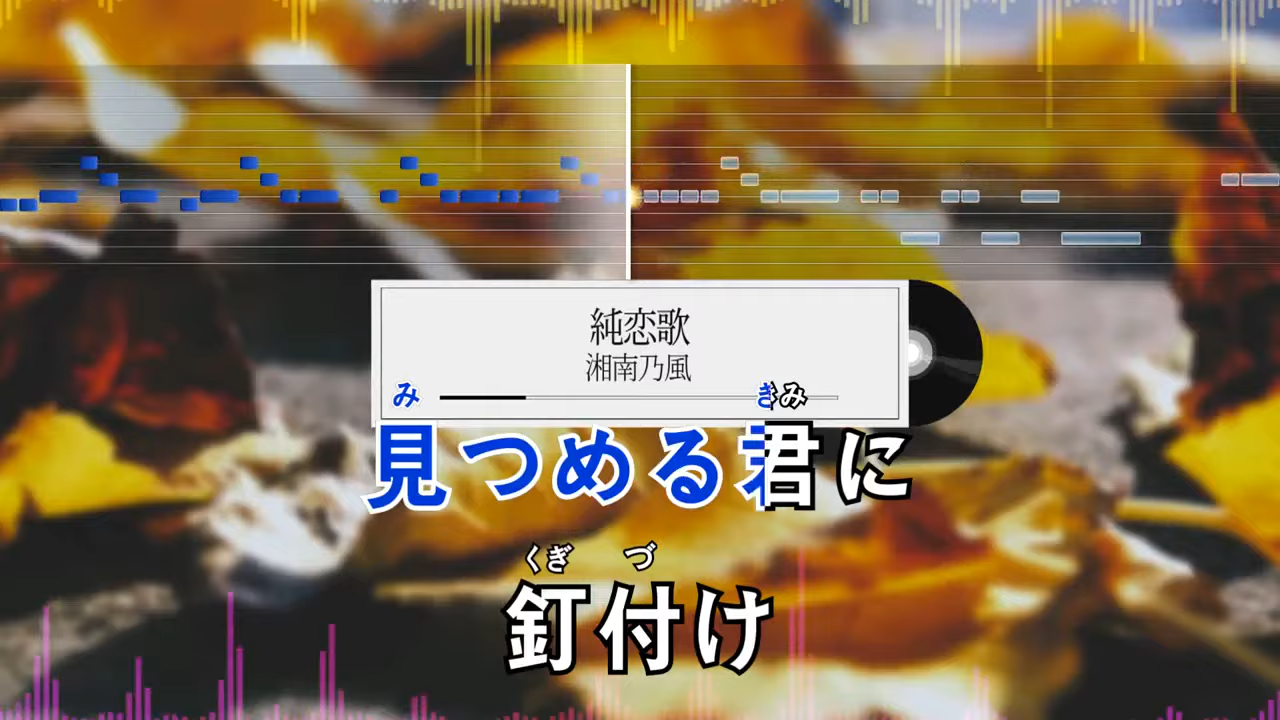 純恋歌
湘南乃風
み きみ
見つめる君に
くぎ づ
釘付け